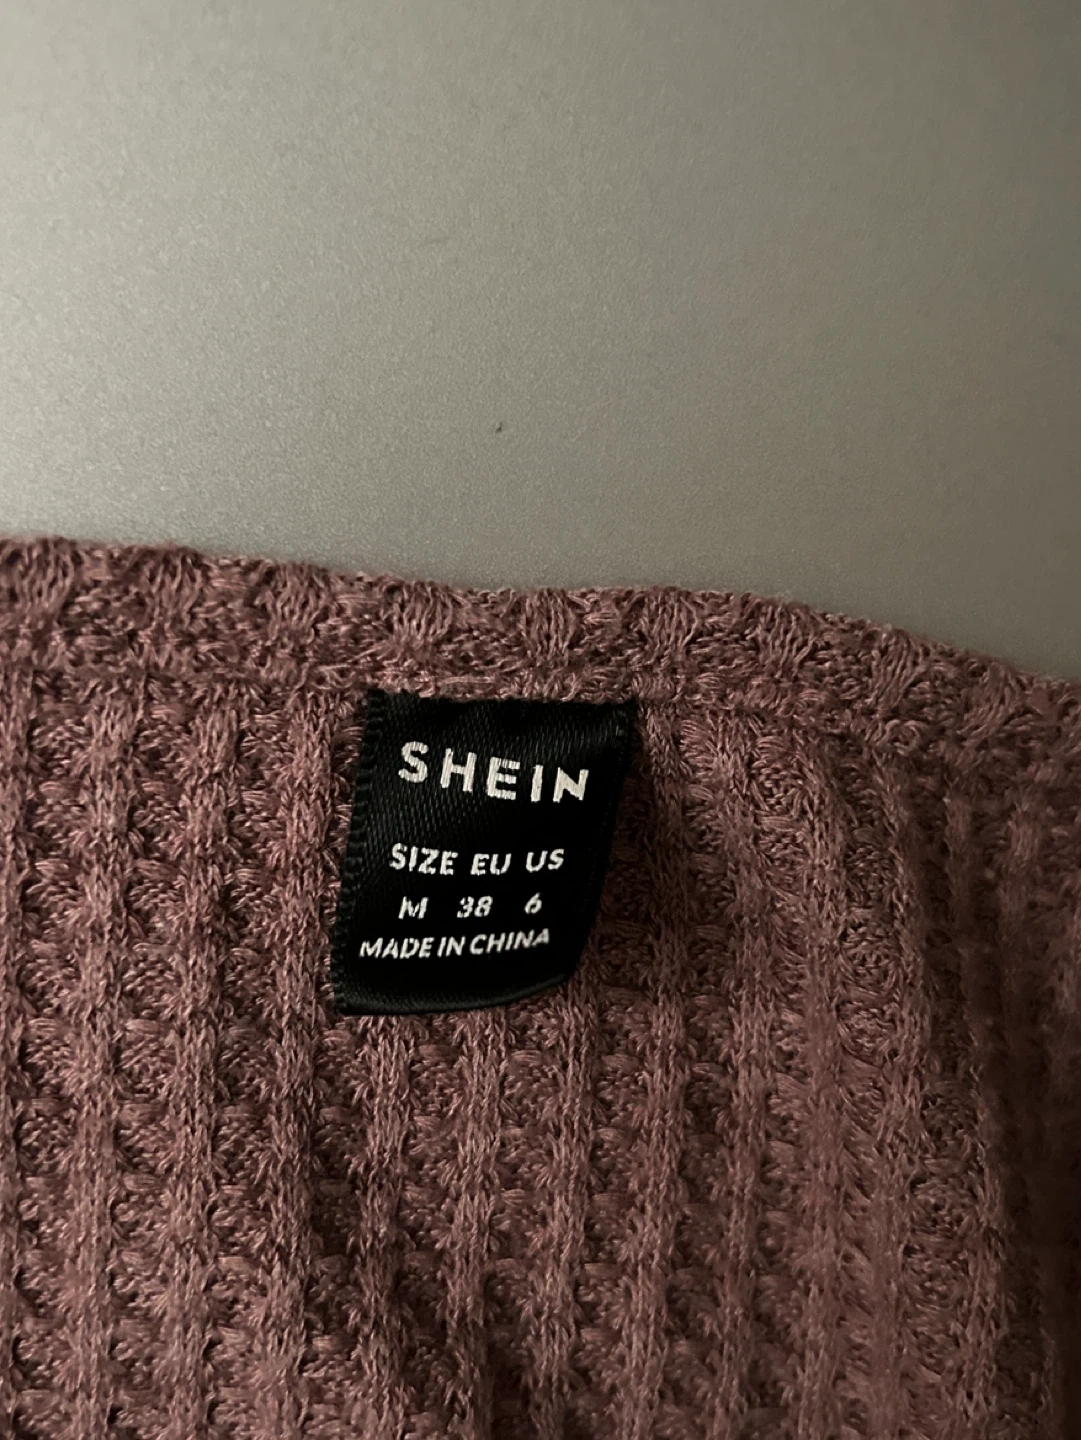 SHEIN
SIZE EU US
M 38 6
MADE IN CHINA